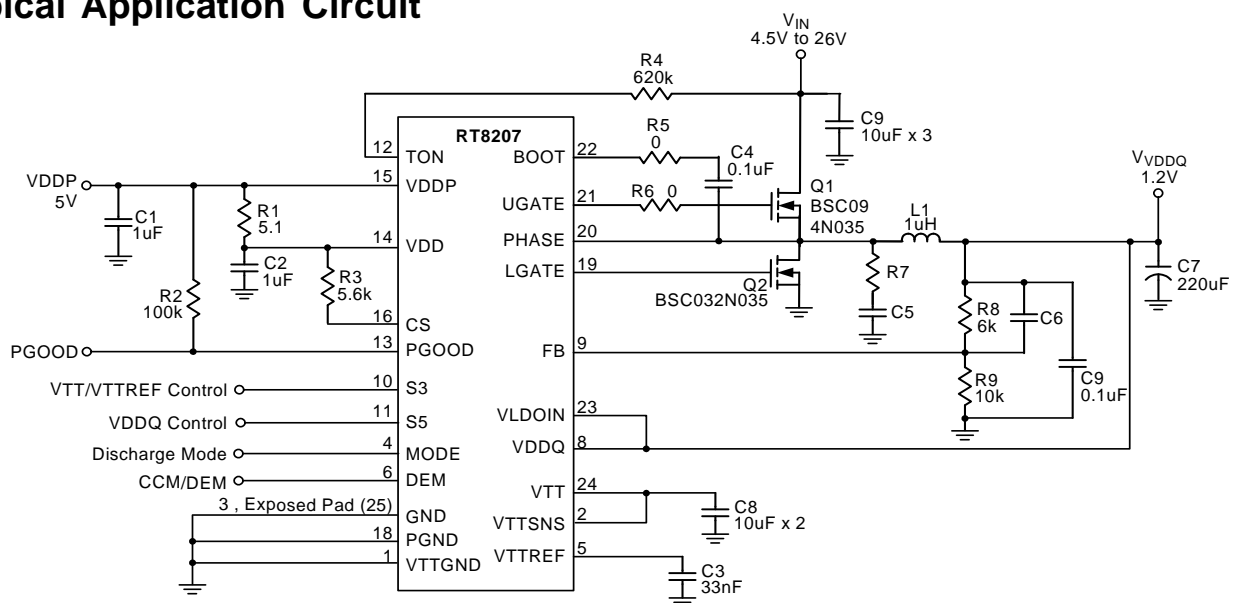 pical Application Circuit
V_IN
4.5V to 26V
R4
620k
C9
10uF x 3
RT8207
R5
0
C4
0.1uF
12 TON
BOOT 22
VDDP
5V
15 VDDP
V_VDDQ
1.2V
R6 0
Q1
BSC09
4N035
UGATE 21
C1
1uF
R1
5.1
L1
1uH
14 VDD
PHASE 20
C2
1uF
R3
5.6k
LGATE 19
Q2
BSC032N035
R7
C7
220uF
R2
100k
C5
R8
6k
C6
16 CS
PGOOD
13 PGOOD
FB 9
C9
0.1uF
R9
10k
VTT/VTTREF Control
10 S3
VDDQ Control
11 S5
VLDOIN 23
Discharge Mode
4 MODE
VDDQ 8
CCM/DEM
6 DEM
3 , Exposed Pad (25)
GND
VTT 24
C8
10uF x 2
18 PGND
VTTSNS 2
1 VTTGND
VTTREF 5
C3
33nF